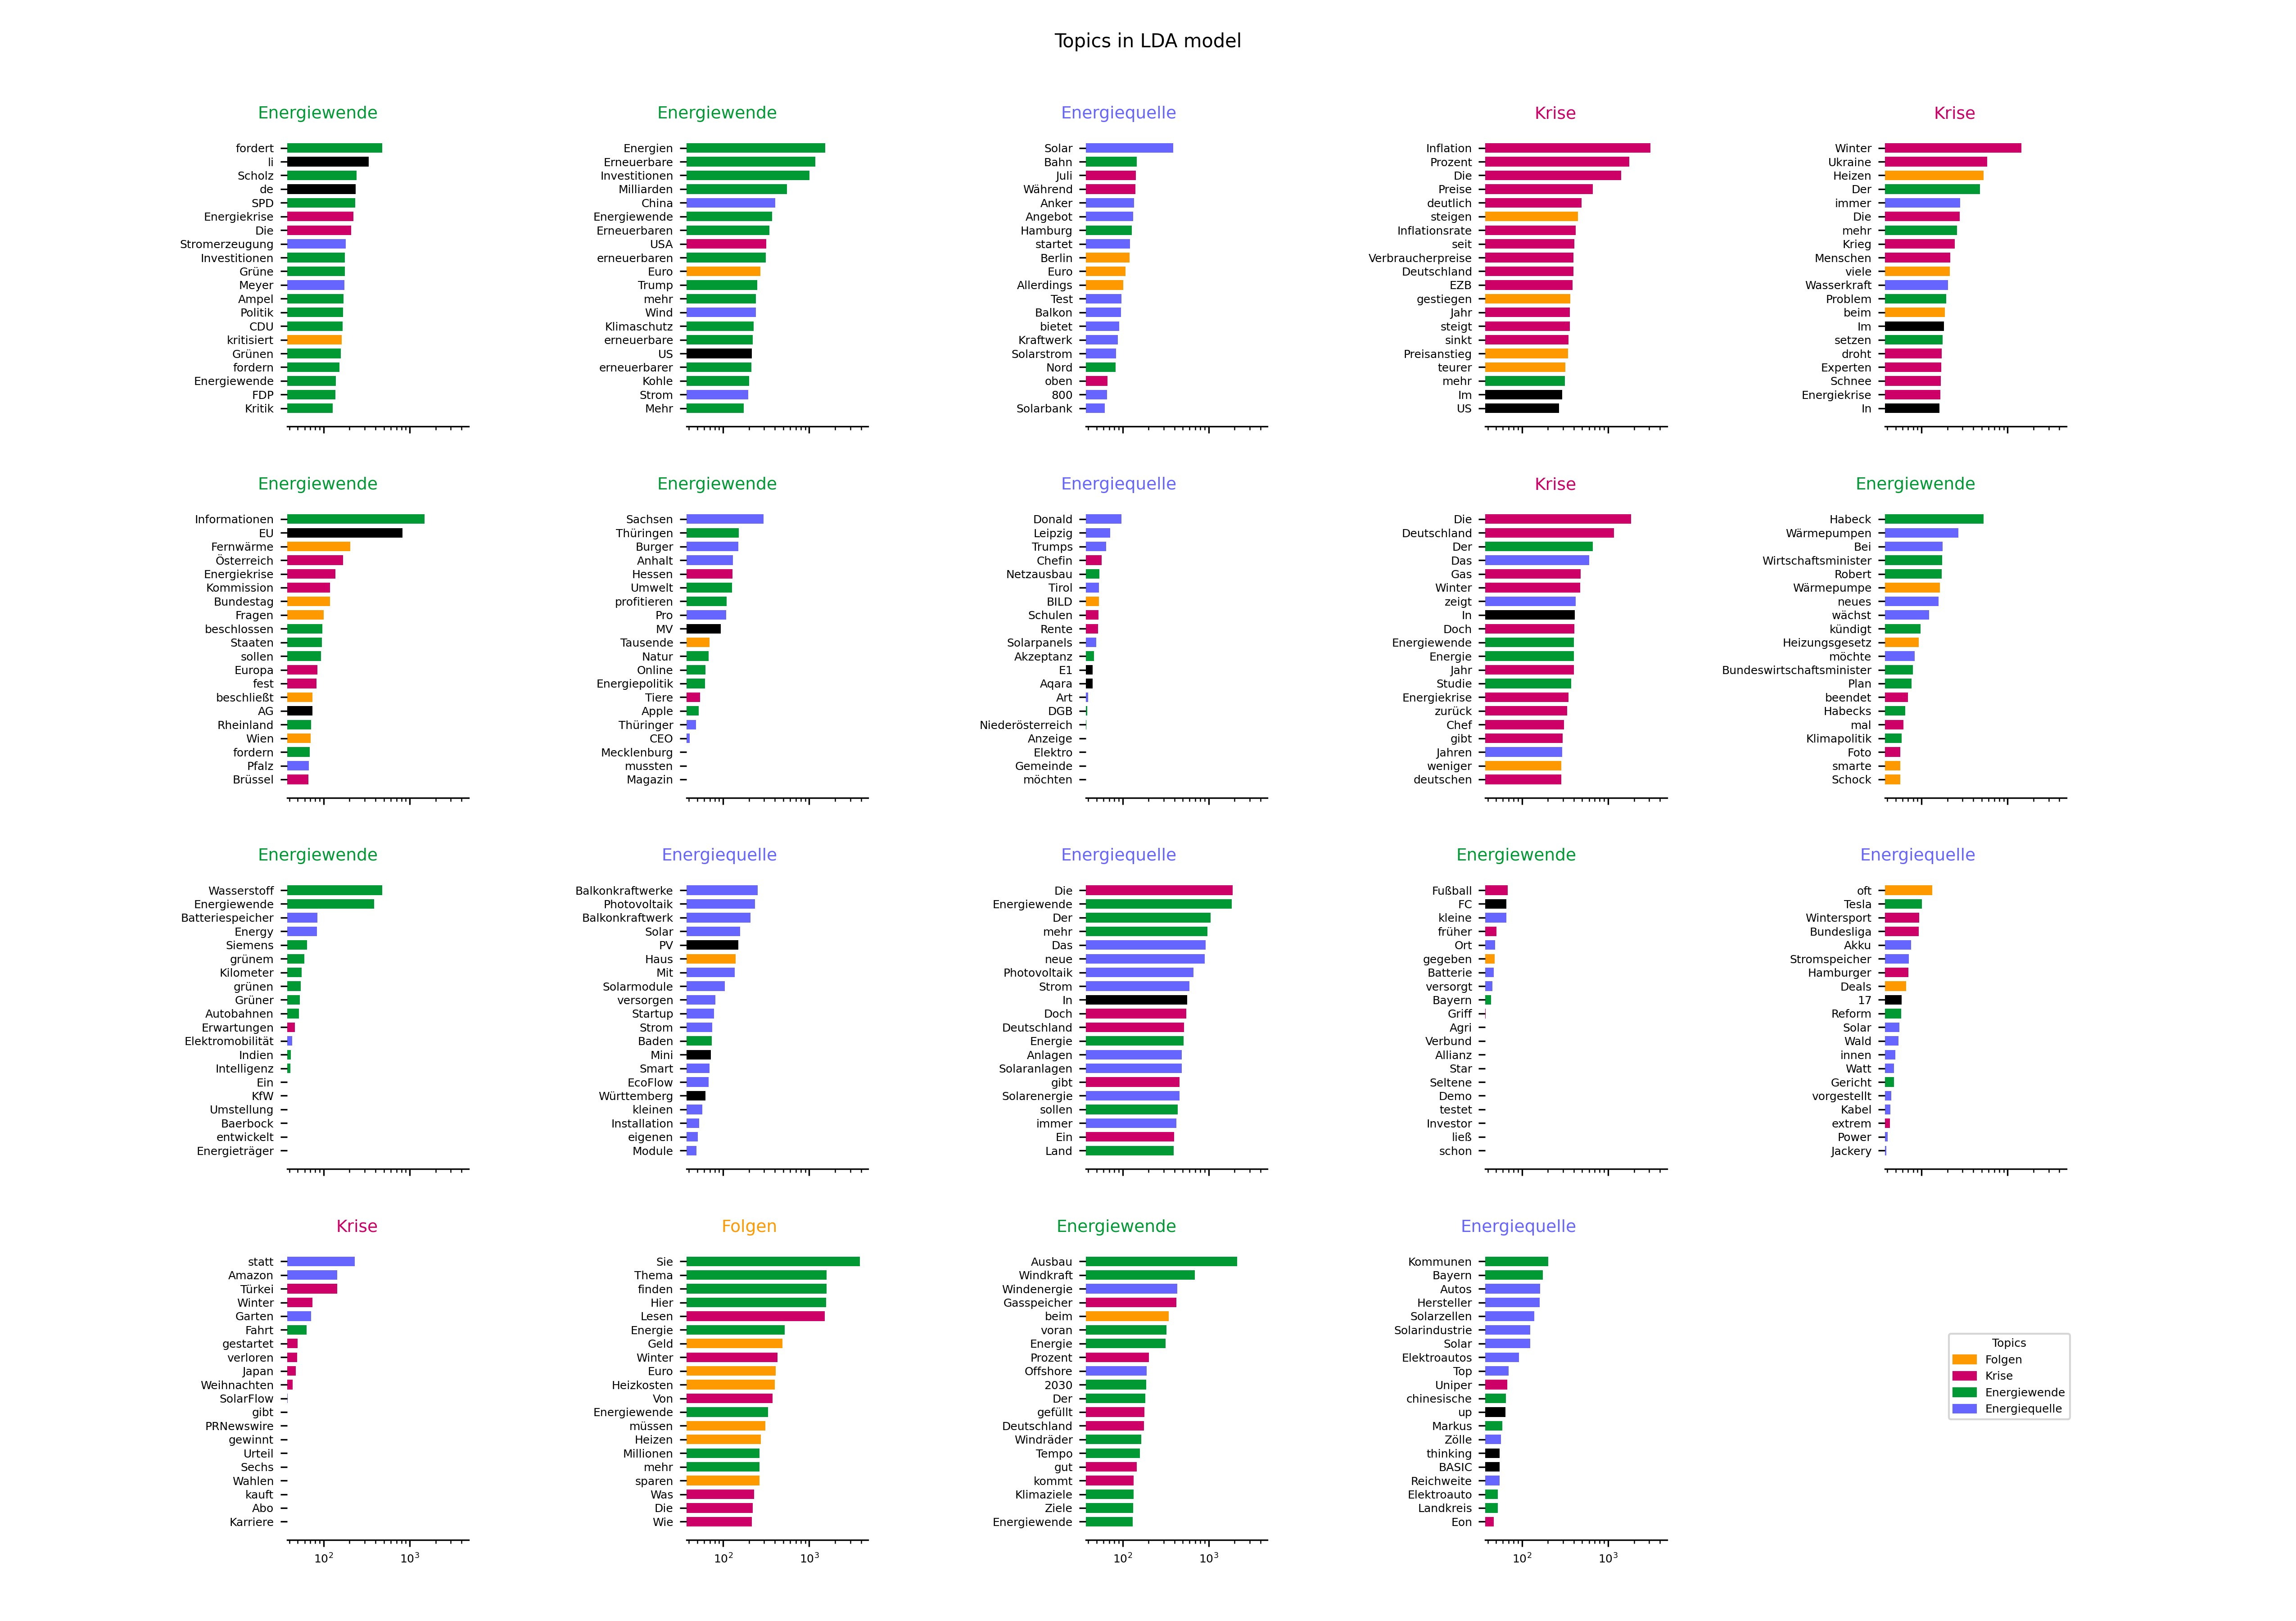 Topics in LDA model
Energiewende
fordert
li
Scholz
de
SPD
Energiekrise
Die
Stromerzeugung
Investitionen
Grüne
Meyer
Ampel
Politik
CDU
kritisiert
Grünen
fordern
Energiewende
FDP
Kritik
Energiewende
Energien
Erneuerbare
Investitionen
Milliarden
China
Energiewende
Erneuerbaren
USA
erneuerbaren
Euro
Trump
mehr
Wind
Klimaschutz
erneuerbare
US
erneuerbarer
Kohle
Strom
Mehr
Energiequelle
Solar
Bahn
Juli
Während
Anker
Angebot
Hamburg
startet
Berlin
Euro
Allerdings
Test
Balkon
bietet
Kraftwerk
Solarstrom
Nord
oben
800
Solarbank
Krise
Inflation
Prozent
Die
Preise
deutlich
steigen
Inflationsrate
seit
Verbraucherpreise
Deutschland
EZB
gestiegen
Jahr
steigt
sinkt
Preisanstieg
teurer
mehr
Im
US
Krise
Winter
Ukraine
Heizen
Der
immer
Die
mehr
Krieg
Menschen
viele
Wasserkraft
Problem
beim
Im
setzen
droht
Experten
Schnee
Energiekrise
In
Energiewende
Informationen
EU
Fernwärme
Österreich
Energiekrise
Kommission
Bundestag
Fragen
beschlossen
Staaten
sollen
Europa
fest
beschließt
AG
Rheinland
Wien
fordern
Pfalz
Brüssel
Energiewende
Sachsen
Thüringen
Burger
Anhalt
Hessen
Umwelt
profitieren
Pro
MV
Tausende
Natur
Online
Energiepolitik
Tiere
Apple
Thüringer
CEO
Mecklenburg
mussten
Magazin
Energiequelle
Donald
Leipzig
Trumps
Chefin
Netzausbau
Tirol
BILD
Schulen
Rente
Solarpanels
Akzeptanz
E1
Aqara
Art
DGB
Niederösterreich
Anzeige
Elektro
Gemeinde
möchten
Krise
Die
Deutschland
Der
Das
Gas
Winter
zeigt
In
Doch
Energiewende
Energie
Jahr
Studie
Energiekrise
zurück
Chef
gibt
Jahren
weniger
deutschen
Energiewende
Habeck
Wärmepumpen
Bei
Wirtschaftsminister
Robert
Wärmepumpe
neues
wächst
kündigt
Heizungsgesetz
möchte
Bundeswirtschaftsminister
Plan
beendet
Habecks
mal
Klimapolitik
Foto
smarte
Schock
Energiewende
Wasserstoff
Energiewende
Batteriespeicher
Energy
Siemens
grünem
Kilometer
grünen
Grüner
Autobahnen
Erwartungen
Elektromobilität
Indien
Intelligenz
Ein
KfW
Umstellung
Baerbock
entwickelt
Energieträger
Energiequelle
Balkonkraftwerke
Photovoltaik
Balkonkraftwerk
Solar
PV
Haus
Mit
Solarmodule
versorgen
Startup
Strom
Baden
Mini
Smart
EcoFlow
Württemberg
kleinen
Installation
eigenen
Module
Energiequelle
Die
Energiewende
Der
mehr
Das
neue
Photovoltaik
Strom
In
Doch
Deutschland
Energie
Anlagen
Solaranlagen
gibt
Solarenergie
sollen
immer
Ein
Land
Energiewende
Fußball
FC
kleine
früher
Ort
gegeben
Batterie
versorgt
Bayern
Griff
Agri
Verbund
Allianz
Star
Seltene
Demo
testet
Investor
ließ
schon
Energiequelle
oft
Tesla
Wintersport
Bundesliga
Akku
Stromspeicher
Hamburger
Deals
17
Reform
Solar
Wald
innen
Watt
Gericht
vorgestellt
Kabel
extrem
Power
Jackery
Krise
statt
Amazon
Türkei
Winter
Garten
Fahrt
gestartet
verloren
Japan
Weihnachten
SolarFlow
gibt
PRNewswire
gewinnt
Urteil
Sechs
Wahlen
kauft
Abo
Karriere
10² 10³
Folgen
Sie
Thema
finden
Hier
Lesen
Energie
Geld
Winter
Euro
Heizkosten
Von
Energiewende
müssen
Heizen
Millionen
mehr
sparen
Was
Die
Wie
10² 10³
Energiewende
Ausbau
Windkraft
Windenergie
Gasspeicher
beim
voran
Energie
Prozent
Offshore
2030
Der
gefüllt
Deutschland
Windräder
Tempo
gut
kommt
Klimaziele
Ziele
Energiewende
10² 10³
Energiequelle
Kommunen
Bayern
Autos
Hersteller
Solarzellen
Solarindustrie
Solar
Elektroautos
Top
Uniper
chinesische
up
Markus
Zölle
thinking
BASIC
Reichweite
Elektroauto
Landkreis
Eon
10² 10³
Topics
Folgen
Krise
Energiewende
Energiequelle